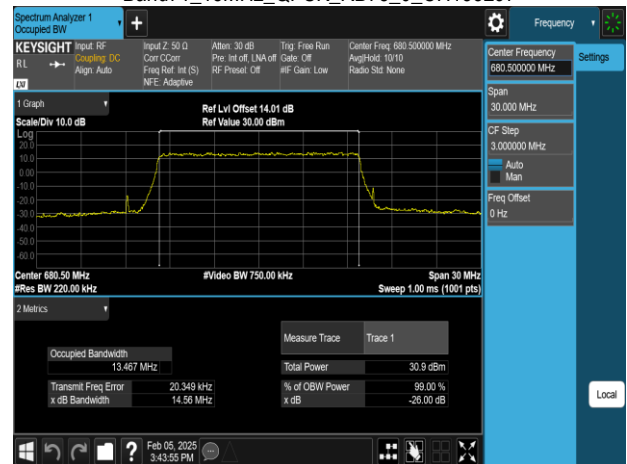 Spectrum Analyzer 1
Occupied BW
Frequency
KEYSIGHT
RL
LXI
Input: RF
Coupling: DC
Align: Auto
Input Z: 50 Ω
Corr CCorr
Freq Ref: Int (S)
NFE: Adaptive
Atten: 30 dB
Pre: Int off, LNA off
RF Preset: Off
Trig: Free Run
Gate: Off
#IF Gain: Low
Center Freq: 680.500000 MHz
Avg|Hold: 10/10
Radio Std: None
Center Frequency
680.500000 MHz
Settings
Span
30.000 MHz
CF Step
3.000000 MHz
Auto
Man
Freq Offset
0 Hz
1 Graph
Scale/Div 10.0 dB
Ref Lvl Offset 14.01 dB
Ref Value 30.00 dBm
Log
20.0
10.0
0.00
-10.0
-20.0
-30.0
-40.0
-50.0
-60.0
Center 680.50 MHz
#Video BW 750.00 kHz
Span 30 MHz
#Res BW 220.00 kHz
Sweep 1.00 ms (1001 pts)
2 Metrics
Measure Trace
Trace 1
Occupied Bandwidth
13.467 MHz
Total Power
30.9 dBm
Transmit Freq Error
20.349 kHz
% of OBW Power
99.00 %
x dB Bandwidth
14.56 MHz
x dB
-26.00 dB
Local
?
Feb 05, 2025
3:43:55 PM